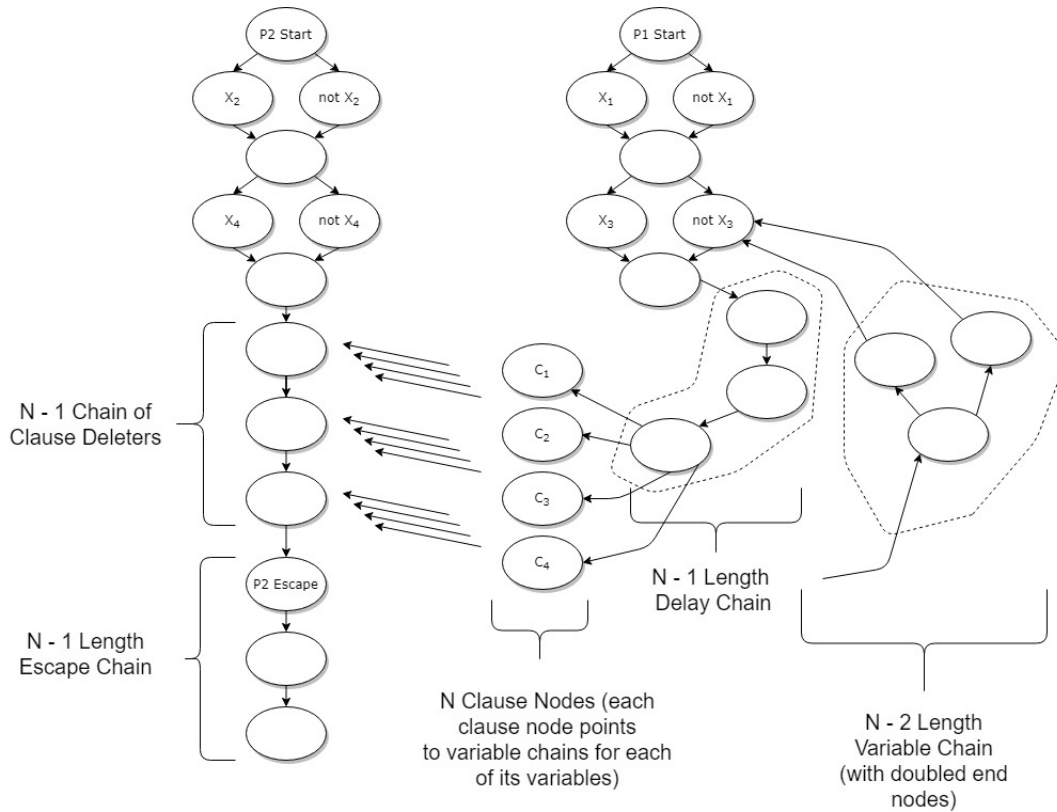 P2 Start
P1 Start
X2
not X2
X1
not X1
X4
not X4
X3
not X3
N - 1 Chain of
Clause Deleters
C1
C2
C3
C4
P2 Escape
N - 1 Length
Escape Chain
N - 1 Length
Delay Chain
N Clause Nodes (each
clause node points
to variable chains for each
of its variables)
N - 2 Length
Variable Chain
(with doubled end
nodes)